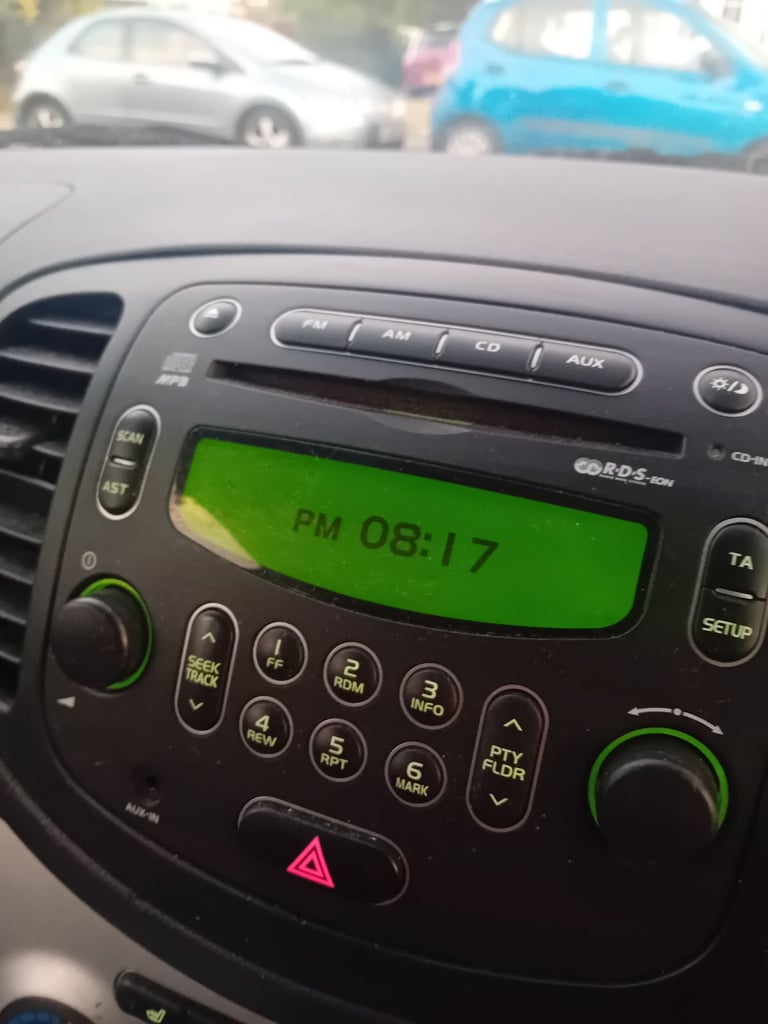 FM AM CD AUX
MP3
R·D·S-EON
CD-IN
SCAN
AST
PM 08:17
TA
SETUP
SEEK
TRACK
1
FF
2
RDM
3
INFO
4
REW
5
RPT
6
MARK
PTY
FLDR
AUX-IN